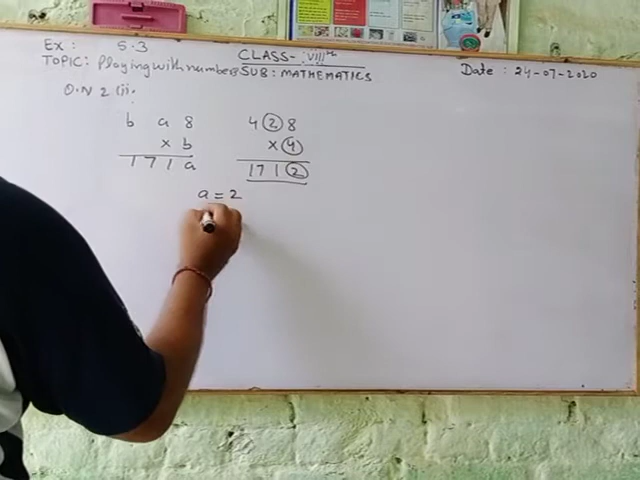 Ex : 5.3
CLASS- VIIIth
TOPIC: Playing with numbers SUB : MATHEMATICS
Date : 24-07-2020
Q.N 2 (i).
b a 8
x b
1 7 1 a
4 2 8
x 4
1 7 1 2
a = 2